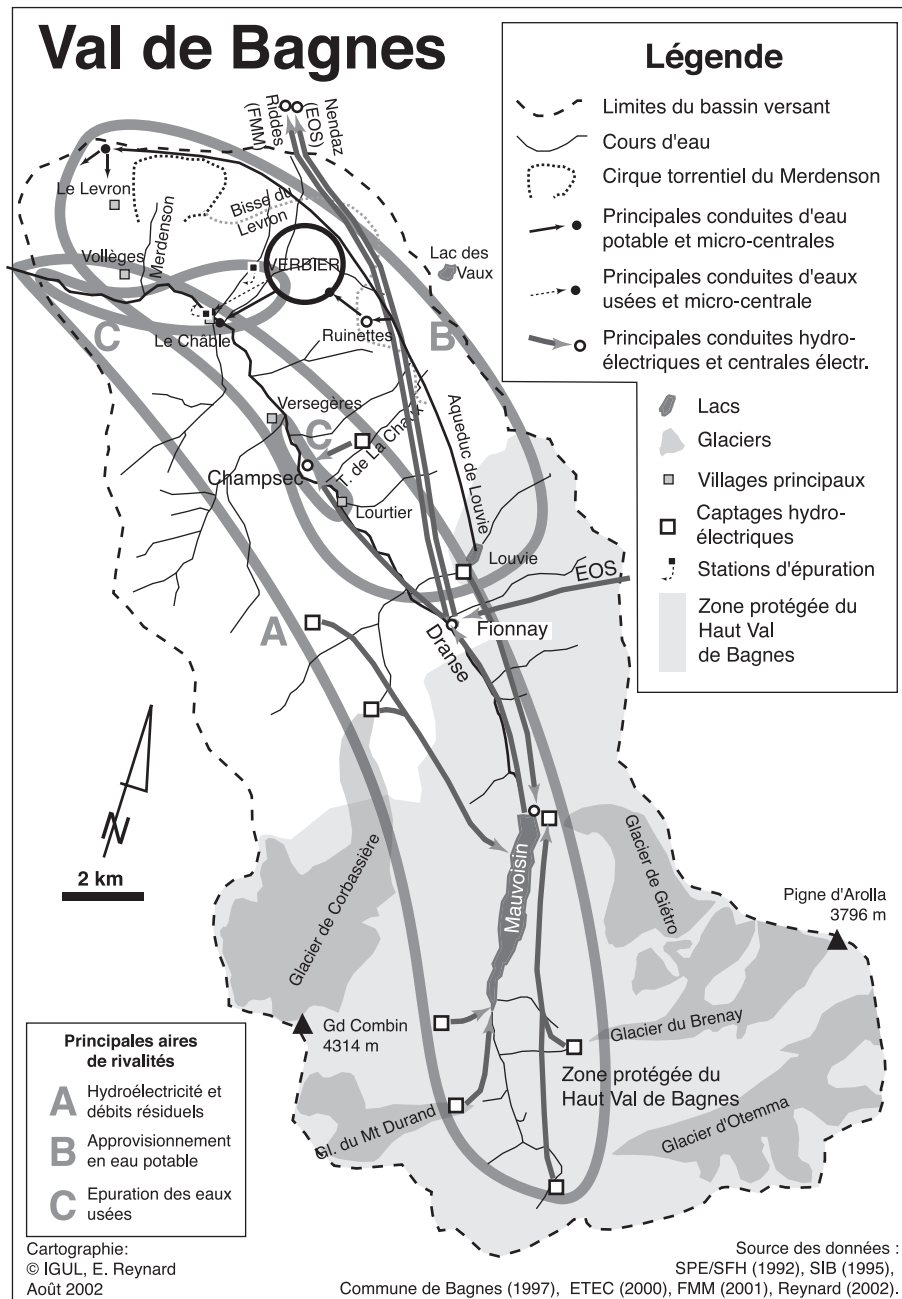 Val de Bagnes
Légende
Limites du bassin versant
Cours d'eau
Cirque torrentiel du Merdenson
Principales conduites d'eau
potable et micro-centrales
Principales conduites d'eaux
usées et micro-centrale
Principales conduites hydro-
électriques et centrales électr.
Lacs
Glaciers
Villages principaux
Captages hydro-
électriques
Stations d'épuration
Zone protégée du
Haut Val
de Bagnes
Riddes
(FMM)
Nendaz
(EOS)
Le Levron
Bisse du
Levron
Merdenson
Vollèges
VERBIER
Lac des
Vaux
C
Le Châble
Ruinettes
B
Versegères
C
T. de La Chaux
Aqueduc de Louvie
Champsec
Lourtier
Louvie
EOS
A
Fionnay
Dranse
N
2 km
Glacier de Corbassière
Mauvoisin
Glacier de Giétro
Pigne d'Arolla
3796 m
Gd Combin
4314 m
Glacier du Brenay
Zone protégée du
Haut Val de Bagnes
Gl. du Mt Durand
Glacier d'Otemma
Principales aires
de rivalités
A Hydroélectricité et
débits résiduels
B Approvisionnement
en eau potable
C Epuration des eaux
usées
Cartographie:
© IGUL, E. Reynard
Août 2002
Source des données :
SPE/SFH (1992), SIB (1995),
Commune de Bagnes (1997), ETEC (2000), FMM (2001), Reynard (2002).